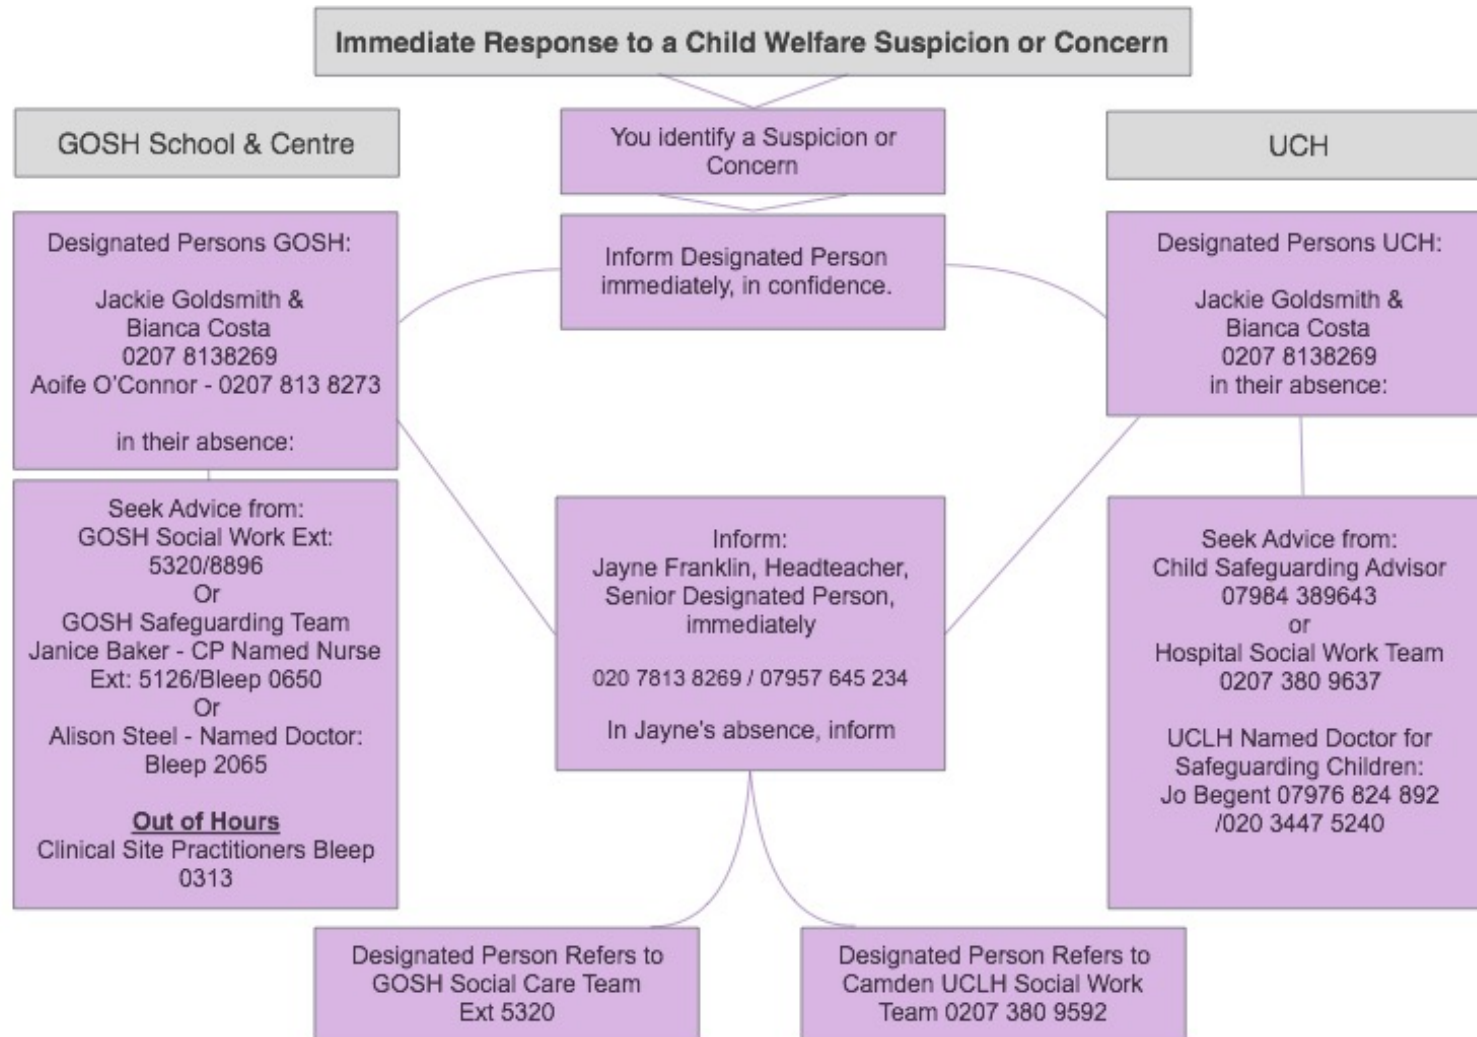 Immediate Response to a Child Welfare Suspicion or Concern
GOSH School & Centre
You identify a Suspicion or
Concern
UCH
Designated Persons GOSH:
Jackie Goldsmith &
Bianca Costa
0207 8138269
Aoife O'Connor - 0207 813 8273
in their absence:
Inform Designated Person
immediately, in confidence.
Designated Persons UCH:
Jackie Goldsmith &
Bianca Costa
0207 8138269
in their absence:
Seek Advice from:
GOSH Social Work Ext:
5320/8896
Or
GOSH Safeguarding Team
Janice Baker - CP Named Nurse
Ext: 5126/Bleep 0650
Or
Alison Steel - Named Doctor:
Bleep 2065
Out of Hours
Clinical Site Practitioners Bleep
0313
Inform:
Jayne Franklin, Headteacher,
Senior Designated Person,
immediately
020 7813 8269 / 07957 645 234
In Jayne's absence, inform
Seek Advice from:
Child Safeguarding Advisor
07984 389643
or
Hospital Social Work Team
0207 380 9637
UCLH Named Doctor for
Safeguarding Children:
Jo Begent 07976 824 892
/020 3447 5240
Designated Person Refers to
GOSH Social Care Team
Ext 5320
Designated Person Refers to
Camden UCLH Social Work
Team 0207 380 9592